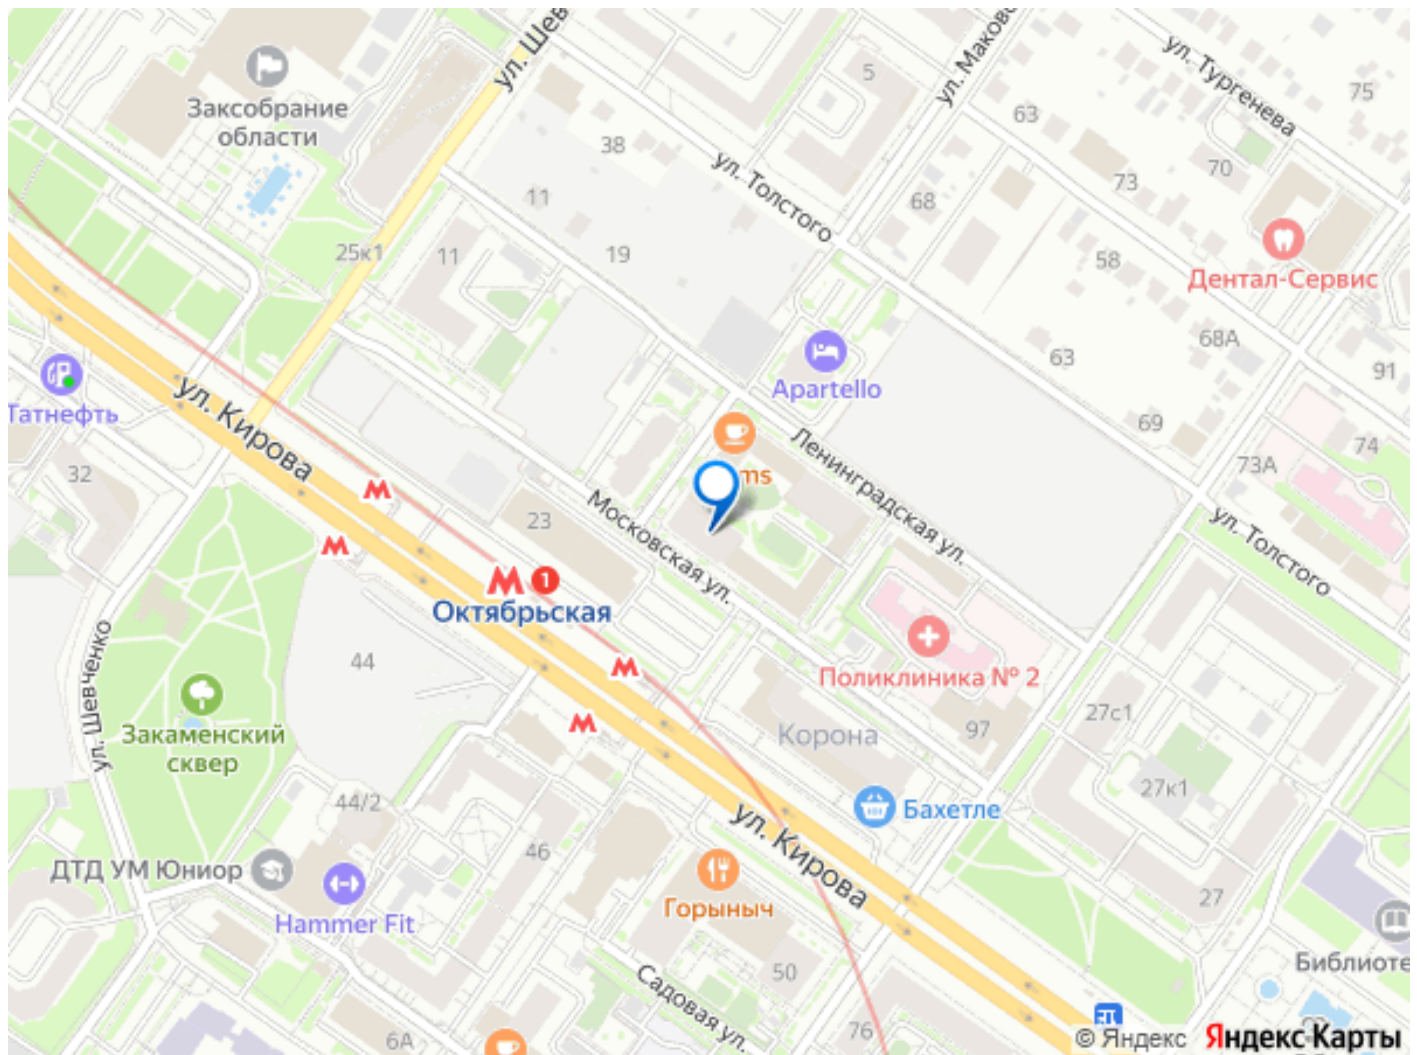 ул. Шев
ул. Маково
ул. Тургенева
5
75
Заксобрание
области
63
38
ул. Толстого
70
73
11
68
25к1
11
19
58
Дентал-Сервис
68А
63
91
Apartello
Татнефть
ул. Кирова
69
74
32
ms
Ленинградская ул.
73А
23
Московская ул.
ул. Толстого
М
М
М 1
Октябрьская
44
М
Поликлиника № 2
ул. Шевченко
Закаменский
сквер
М
Корона
97
27с1
27к1
44/2
Бахетле
ул. Кирова
46
ДТД УМ Юниор
27
Горыныч
Hammer Fit
50
Библиоте
Садовая ул.
76
6А
© Яндекс Яндекс Карты